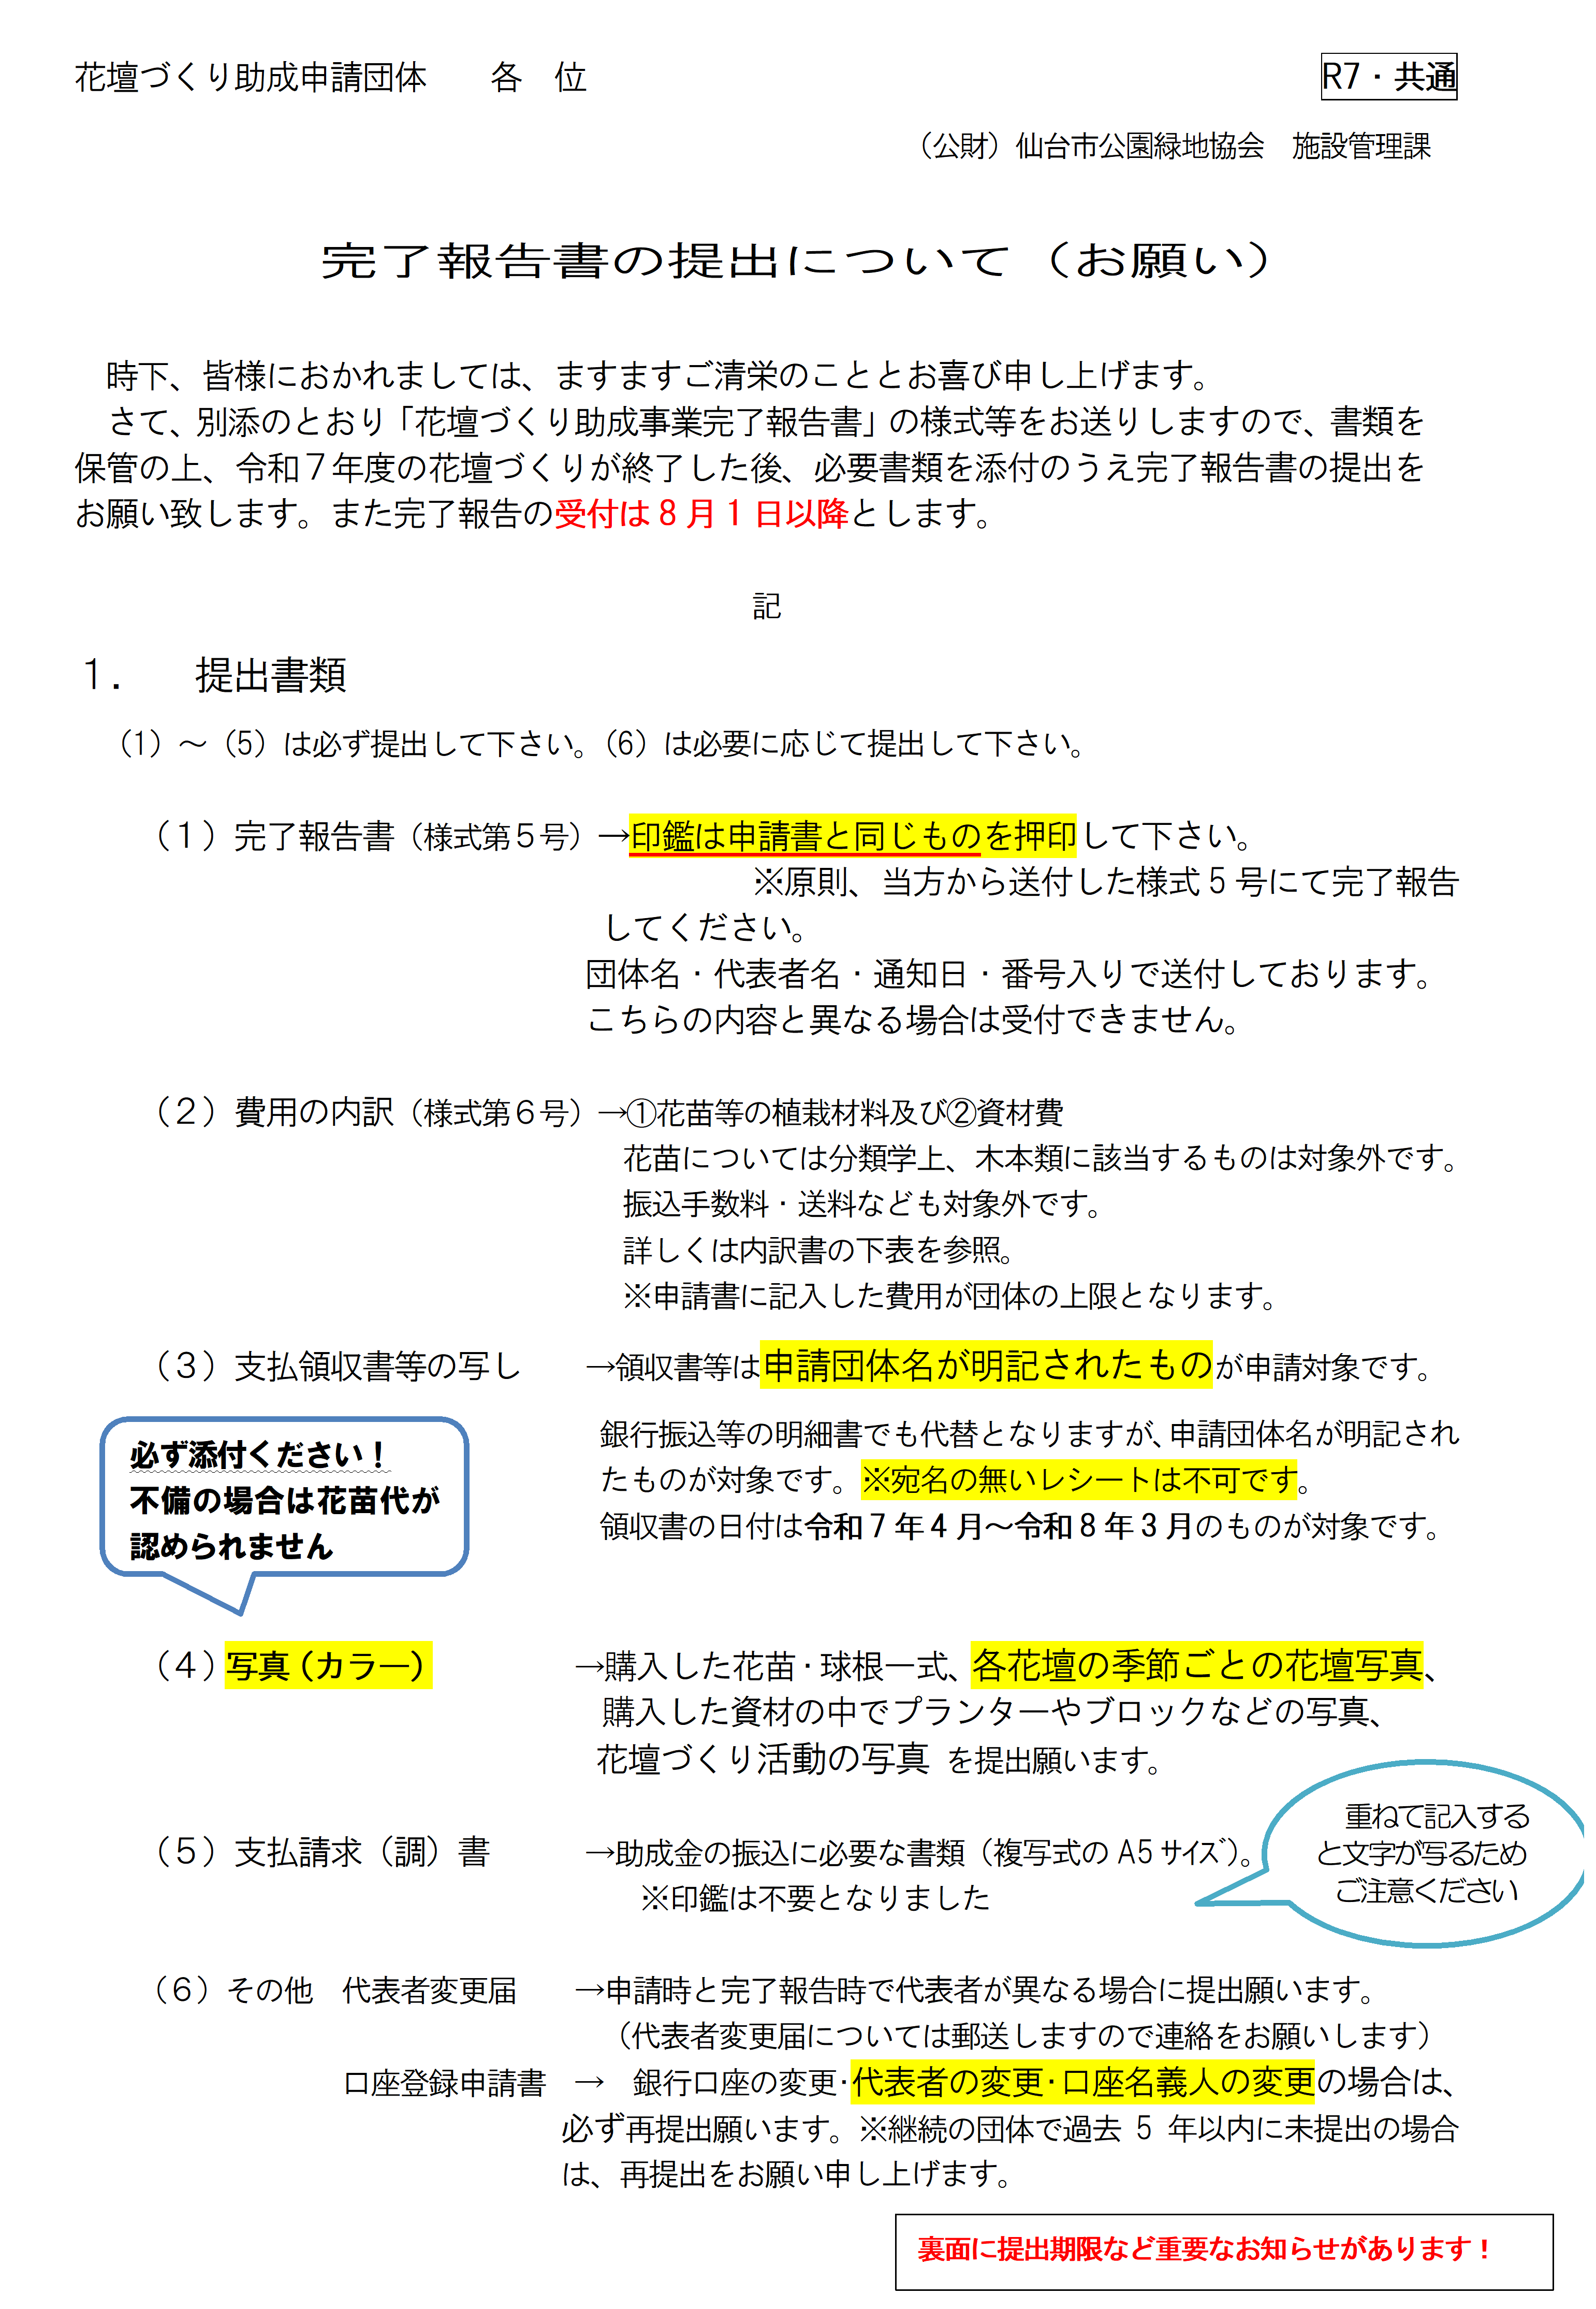 花壇づくり助成申請団体　　各　位
R7・共通
（公財）仙台市公園緑地協会　施設管理課
完了報告書の提出について（お願い）
時下、皆様におかれましては、ますますご清栄のこととお喜び申し上げます。
さて、別添のとおり「花壇づくり助成事業完了報告書」の様式等をお送りしますので、書類を
保管の上、令和７年度の花壇づくりが終了した後、必要書類を添付のうえ完了報告書の提出を
お願い致します。また完了報告の受付は８月１日以降とします。
記
１．　　提出書類
（1）～（5）は必ず提出して下さい。（6）は必要に応じて提出して下さい。
（１）完了報告書（様式第５号）→印鑑は申請書と同じものを押印して下さい。
※原則、当方から送付した様式５号にて完了報告
してください。
団体名・代表者名・通知日・番号入りで送付しております。
こちらの内容と異なる場合は受付できません。
（２）費用の内訳（様式第６号）→①花苗等の植栽材料及び②資材費
花苗については分類学上、木本類に該当するものは対象外です。
振込手数料・送料なども対象外です。
詳しくは内訳書の下表を参照。
※申請書に記入した費用が団体の上限となります。
（３）支払領収書等の写し　　→領収書等は申請団体名が明記されたものが申請対象です。
銀行振込等の明細書でも代替となりますが、申請団体名が明記され
たものが対象です。※宛名の無いレシートは不可です。
領収書の日付は令和７年４月～令和８年３月のものが対象です。
必ず添付ください！
不備の場合は花苗代が
認められません
（４）写真（カラー）　　→購入した花苗・球根一式、各花壇の季節ごとの花壇写真、
購入した資材の中でプランターやブロックなどの写真、
花壇づくり活動の写真 を提出願います。
（５）支払請求（調）書　　→助成金の振込に必要な書類（複写式のA5ｻｲｽﾞ）。
※印鑑は不要となりました
重ねて記入する
と文字が写るため
ご注意ください
（６）その他　代表者変更届　　→申請時と完了報告時で代表者が異なる場合に提出願います。
（代表者変更届については郵送しますので連絡をお願いします）
口座登録申請書　→　銀行口座の変更・代表者の変更・口座名義人の変更の場合は、
必ず再提出願います。※継続の団体で過去 5 年以内に未提出の場合
は、再提出をお願い申し上げます。
裏面に提出期限など重要なお知らせがあります！